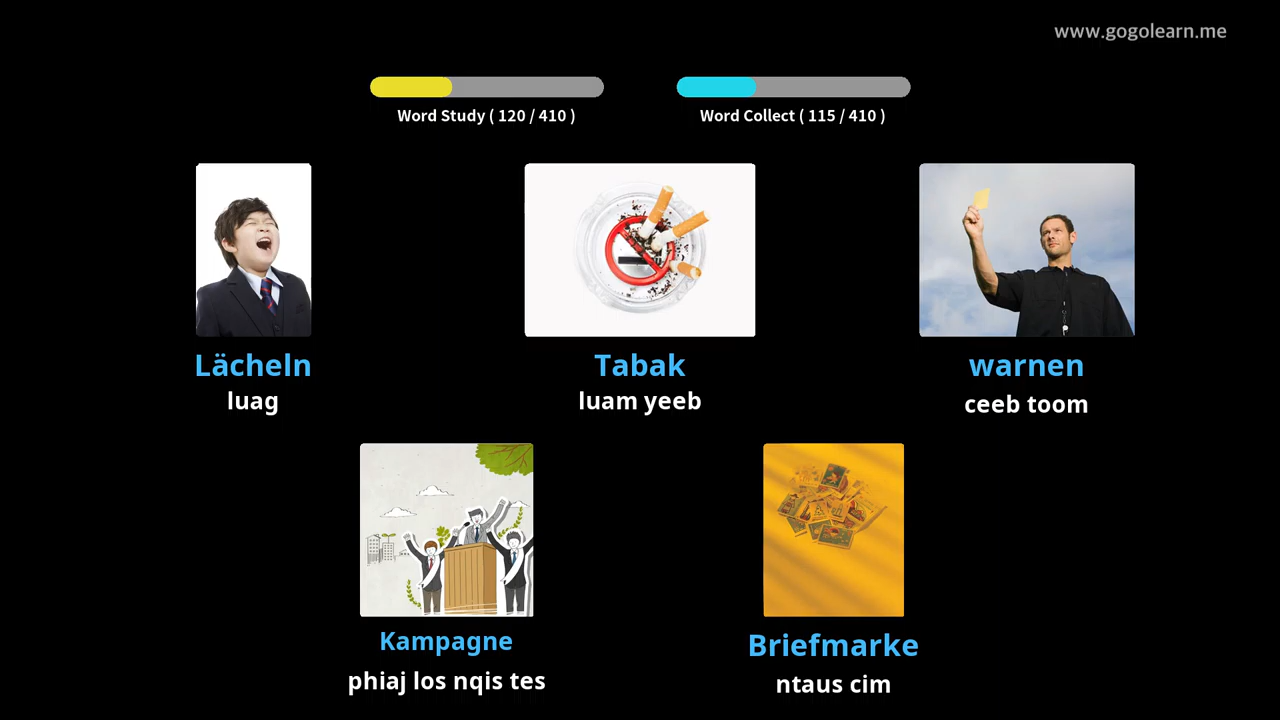 www.gogolearn.me
Word Study ( 120 / 410 )
Word Collect ( 115 / 410 )
Lächeln
luag
Tabak
luam yeeb
warnen
ceeb toom
Kampagne
phiaj los nqis tes
Briefmarke
ntaus cim